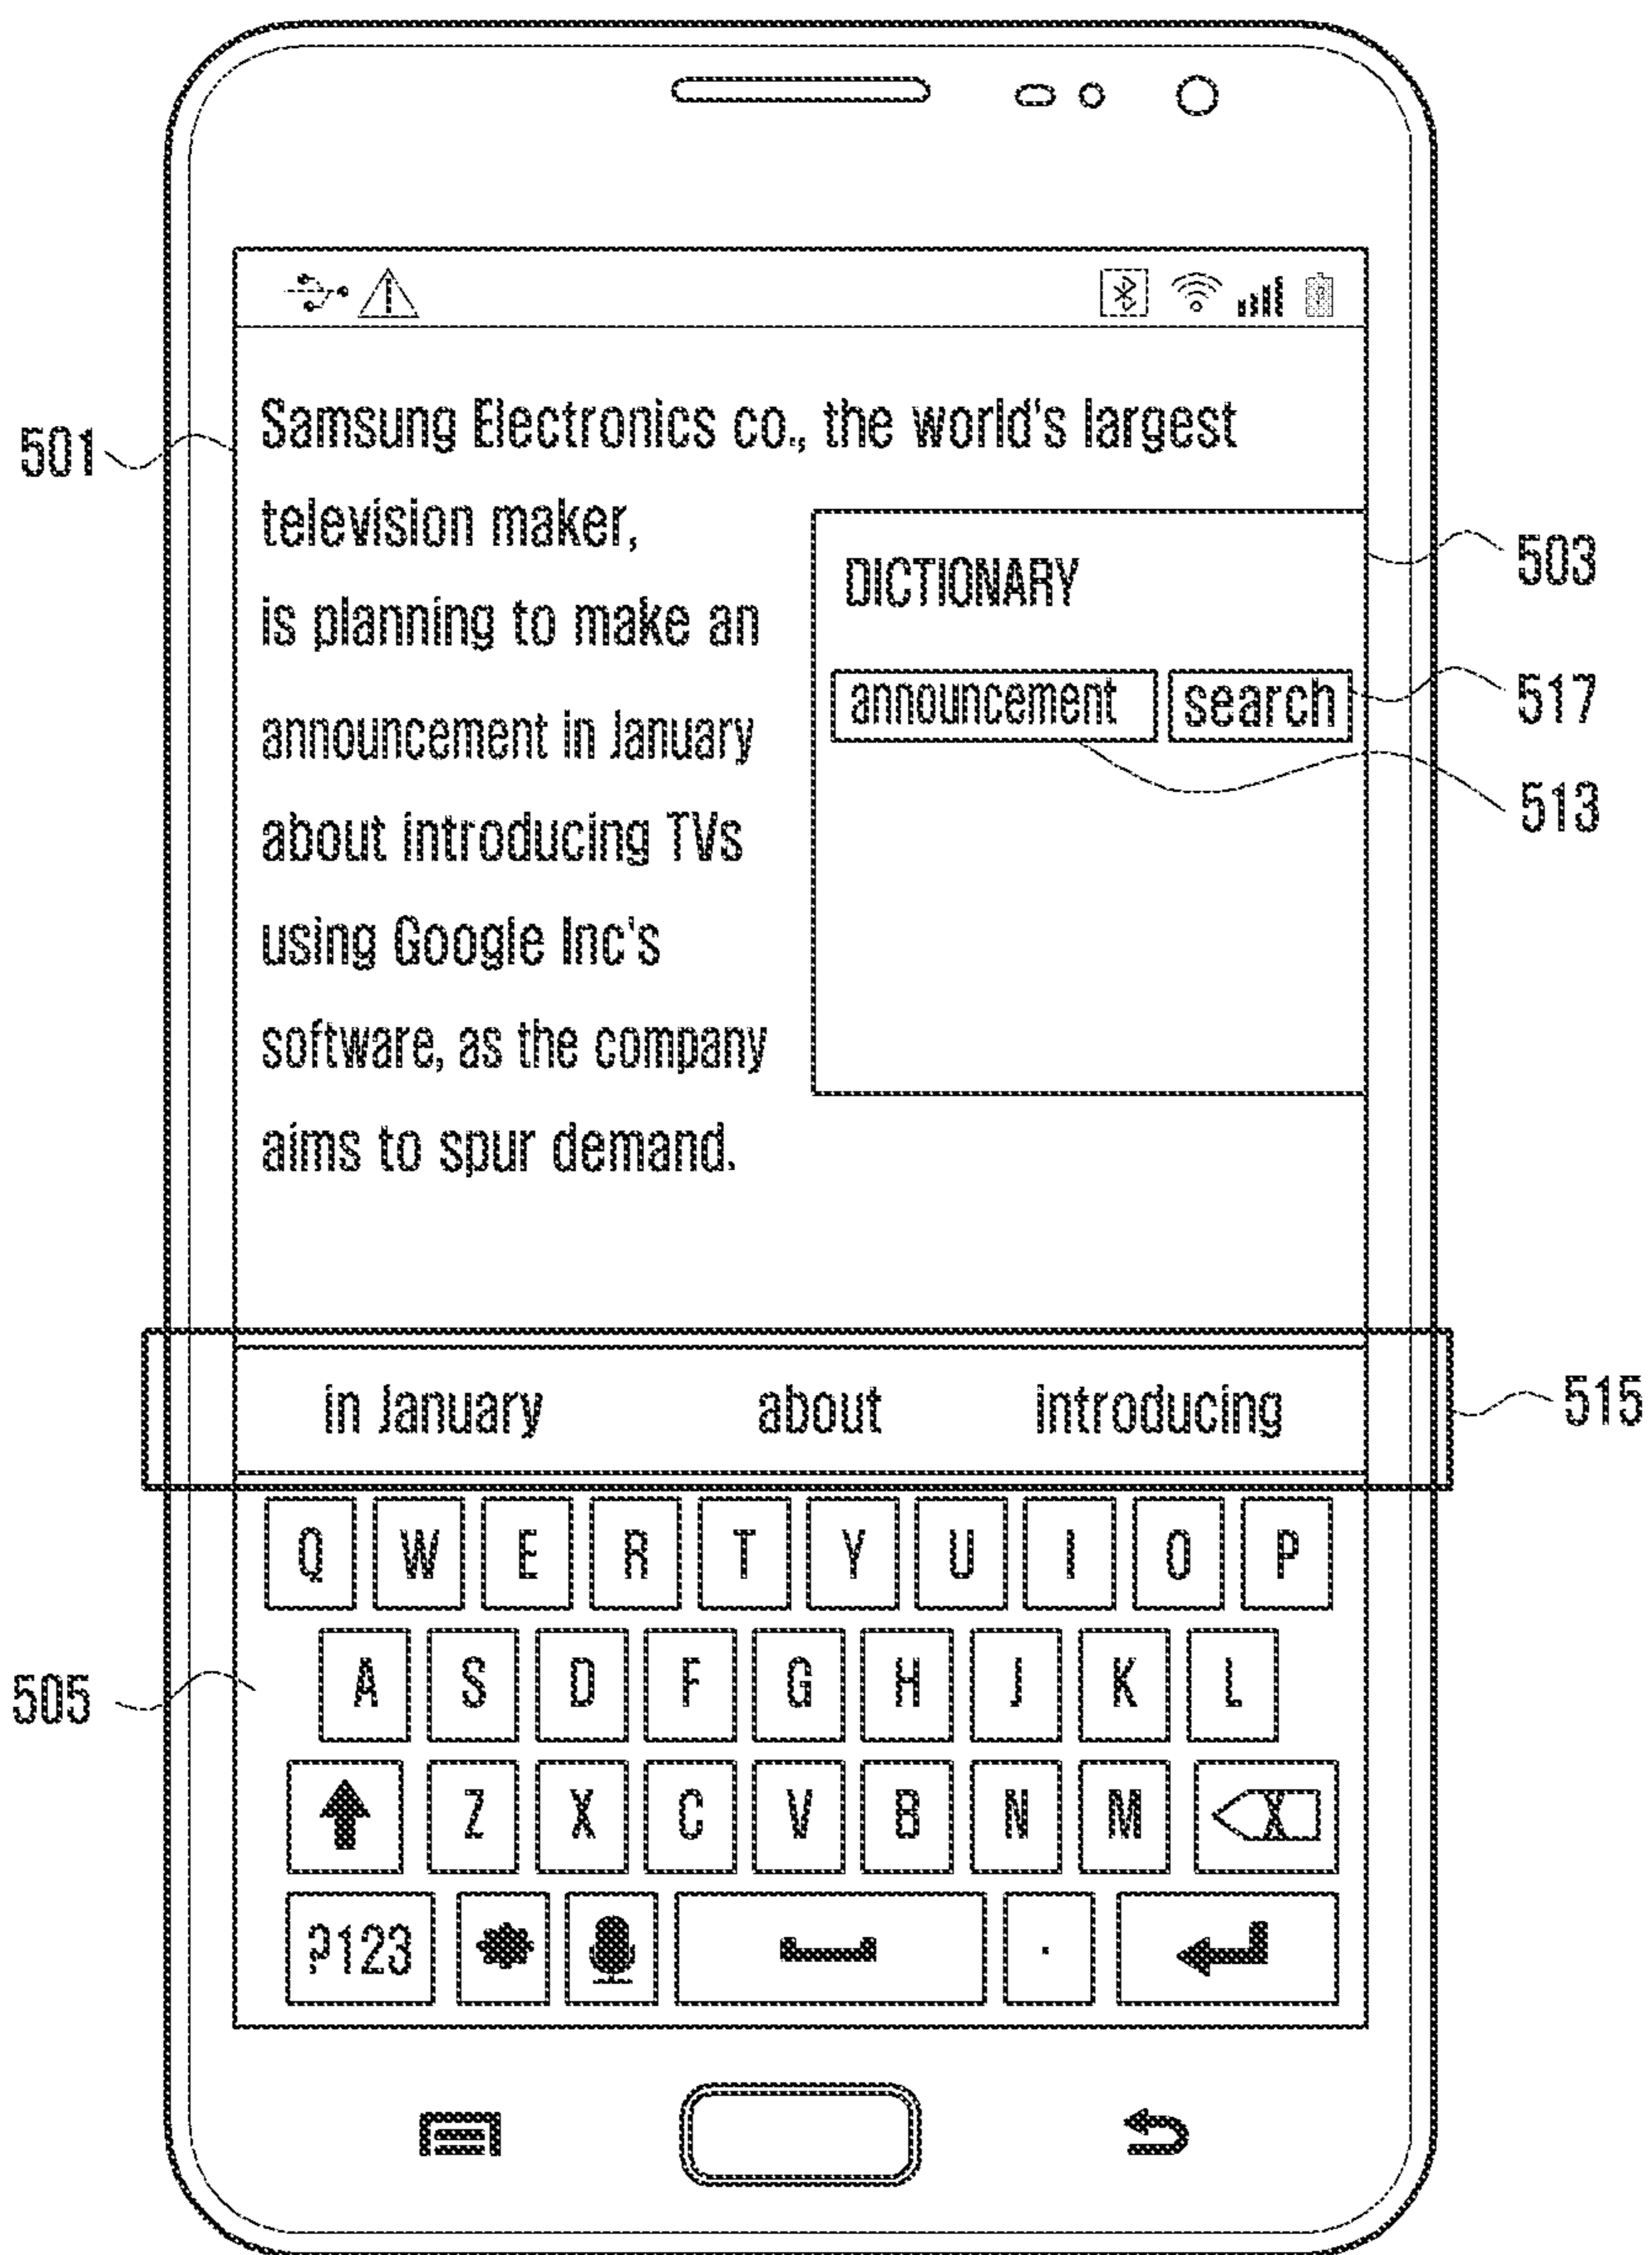 Samsung Electronics co., the world's largest
501
television maker,
503
DICTIONARY
is planning to make an
announcement search
517
announcement in January
513
about introducing TVs
using Google Inc's
software, as the company
aims to spur demand.
in January about introducing
515
Q W E R T Y U I O P
A S D F G H J K L
505
Z X C V B N M X
?123 .